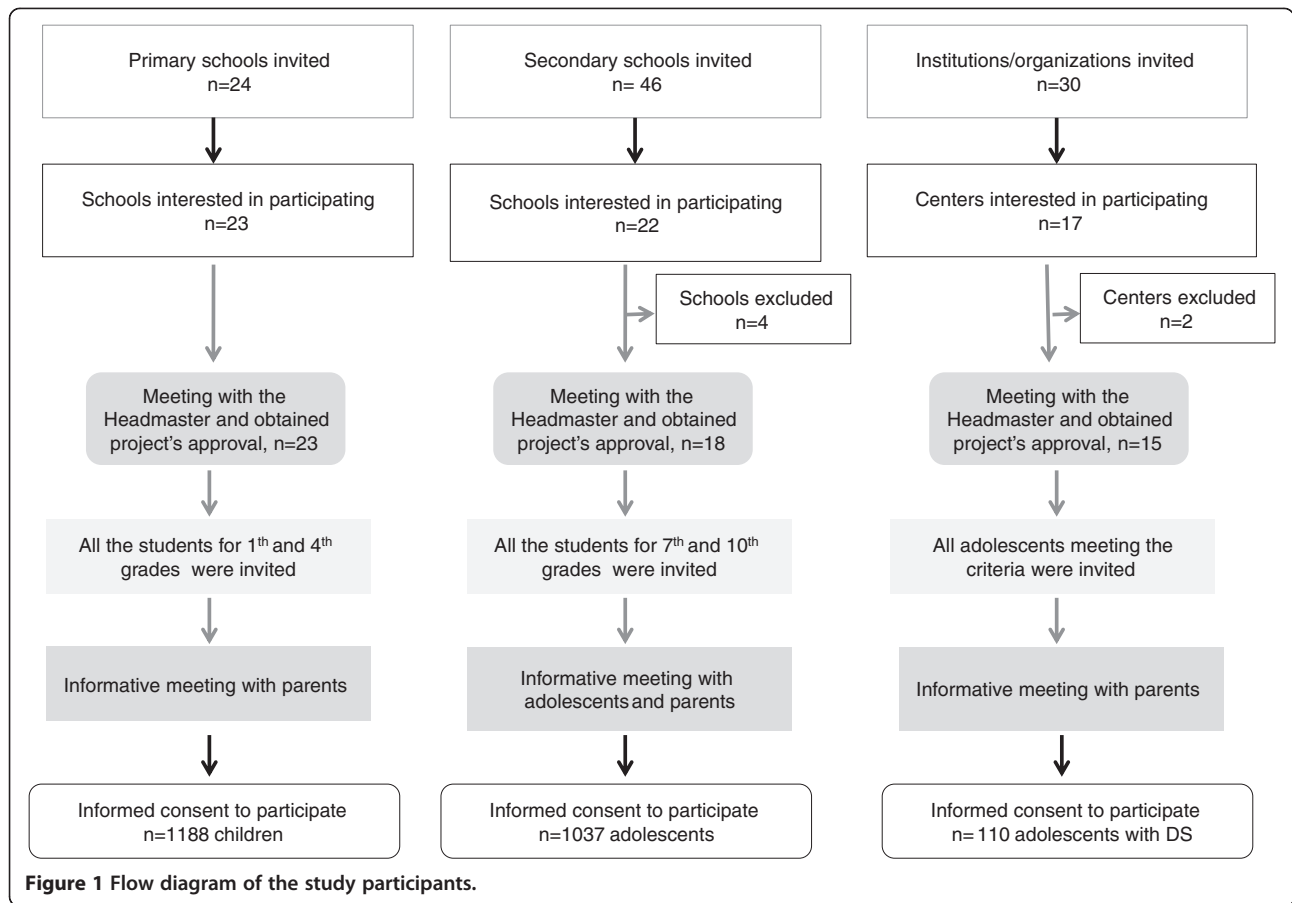 Primary schools invited
n=24
Secondary schools invited
n= 46
Institutions/organizations invited
n=30
Schools interested in participating
n=23
Schools interested in participating
n=22
Centers interested in participating
n=17
Schools excluded
n=4
Centers excluded
n=2
Meeting with the
Headmaster and obtained
project's approval, n=23
Meeting with the
Headmaster and obtained
project's approval, n=18
Meeting with the
Headmaster and obtained
project's approval, n=15
All the students for 1th and 4th
grades were invited
All the students for 7th and 10th
grades were invited
All adolescents meeting the
criteria were invited
Informative meeting with parents
Informative meeting with
adolescents and parents
Informative meeting with parents
Informed consent to participate
n=1188 children
Informed consent to participate
n=1037 adolescents
Informed consent to participate
n= 110 adolescents with DS
Figure 1 Flow diagram of the study participants.